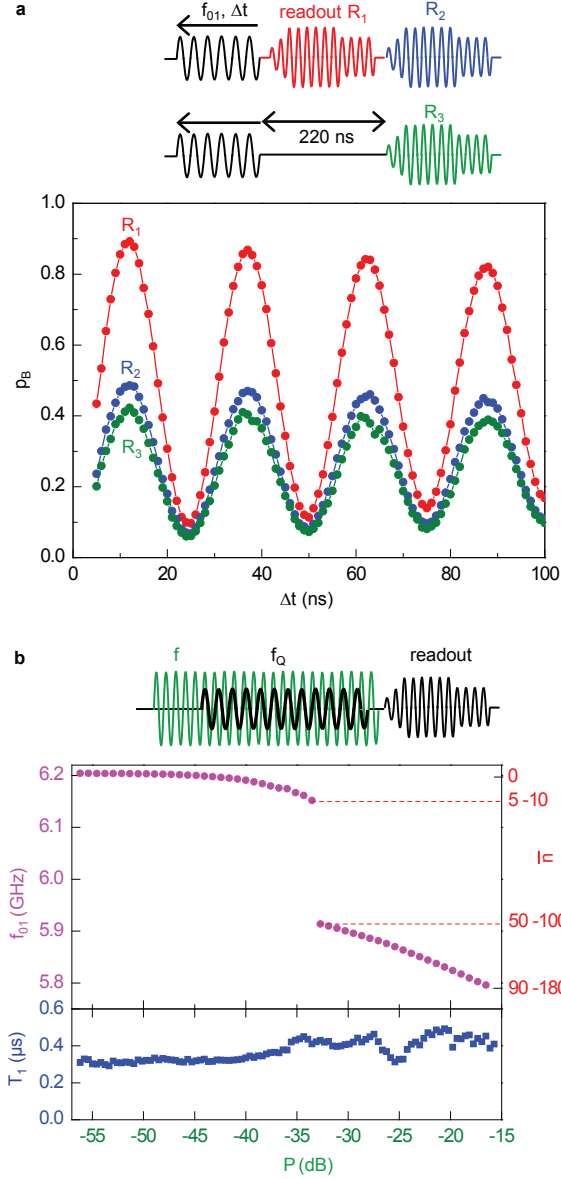 a
f01, Δt
readout R1
R2
220 ns
R3
1.0
0.8
0.6
0.4
0.2
0.0
pB
R1
R2
R3
0
20
40
60
80
100
Δt (ns)
b
f
fQ
readout
6.2
6.1
6.0
5.9
5.8
f01 (GHz)
0
5 -10
50 -100
90 -180
n̅
0.6
0.4
0.2
0.0
T1 (µs)
-55
-50
-45
-40
-35
-30
-25
-20
-15
P (dB)